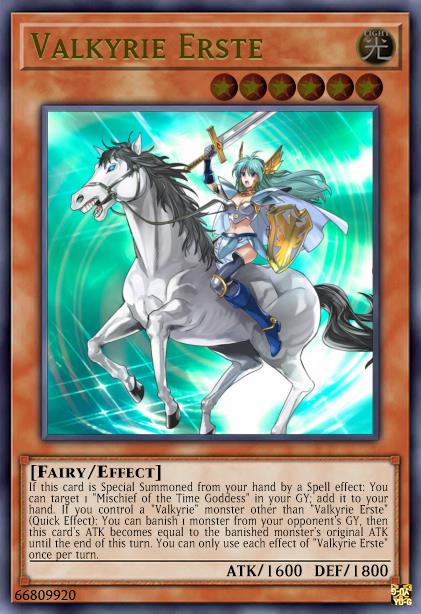 VALKYRIE ERSTE
LIGHT
光
[FAIRY/EFFECT]
If this card is Special Summoned from your hand by a Spell effect: You
can target 1 "Mischief of the Time Goddess" in your GY; add it to your
hand. If you control a "Valkyrie" monster other than "Valkyrie Erste"
(Quick Effect): You can banish 1 monster from your opponent's GY, then
this card's ATK becomes equal to the banished monster's original ATK
until the end of this turn. You can only use each effect of "Valkyrie Erste"
once per turn.
ATK/1600 DEF/1800
66809920